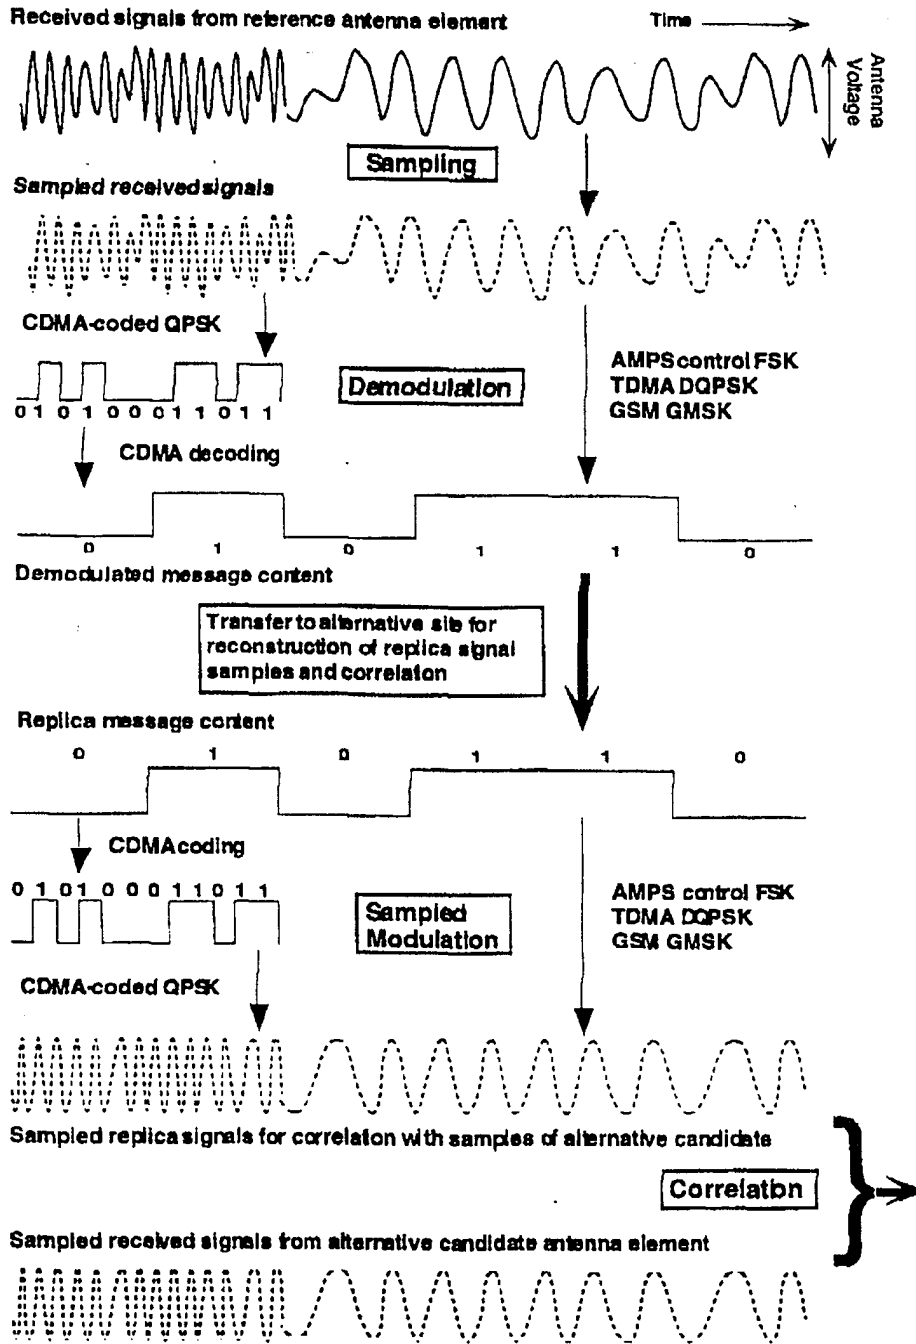 Received signals from reference antenna element
Time
Antenna
Voltage
Sampling
Sampled received signals
CDMA-coded QPSK
Demodulation
AMPS control FSK
TDMA DQPSK
GSM GMSK
0 1 0 1 0 0 0 1 1 0 1 1
CDMA decoding
0 1 0 1 1 0
Demodulated message content
Transfer to alternative site for
reconstruction of replica signal
samples and correlaton
Replica message content
0 1 0 1 1 0
CDMA coding
0 1 0 1 0 0 0 1 1 0 1 1
Sampled
Modulation
AMPS control FSK
TDMA DQPSK
GSM GMSK
CDMA-coded QPSK
Sampled replica signals for correlation with samples of alternative candidate
Correlation
Sampled received signals from alternative candidate antenna element